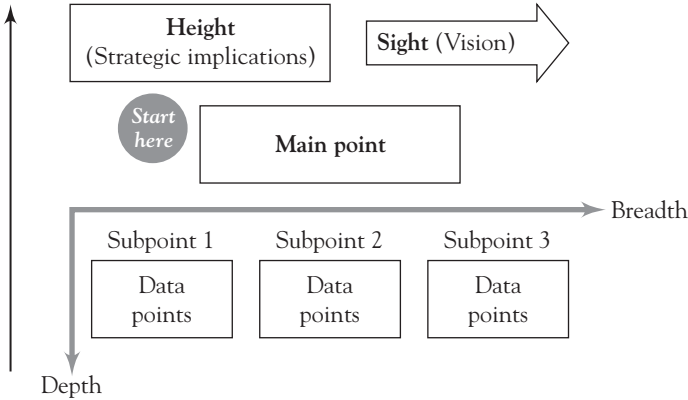 Height
(Strategic implications)
Sight (Vision)
Start
here
Main point
Breadth
Subpoint 1
Subpoint 2
Subpoint 3
Data
points
Data
points
Data
points
Depth